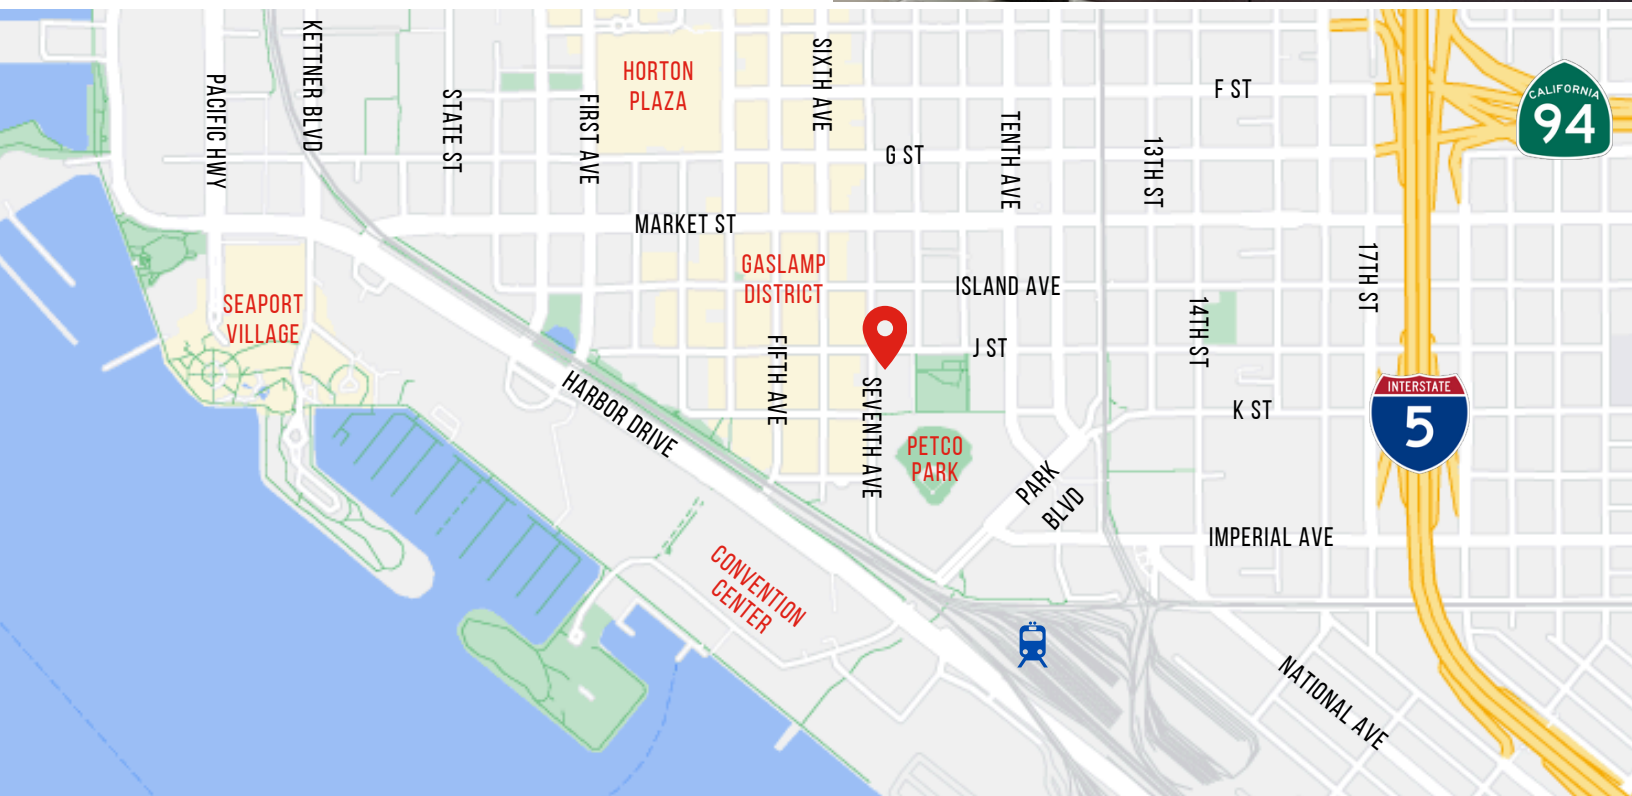 KETTNER BLVD
SIXTH AVE
HORTON
PLAZA
PACIFIC HWY
STATE ST
FIRST AVE
F ST
CALIFORNIA
94
TENTH AVE
13TH ST
G ST
MARKET ST
GASLAMP
DISTRICT
ISLAND AVE
17TH ST
SEAPORT
VILLAGE
14TH ST
FIFTH AVE
J ST
HARBOR DRIVE
SEVENTH AVE
INTERSTATE
5
K ST
PETCO
PARK
PARK
BLVD
IMPERIAL AVE
CONVENTION
CENTER
NATIONAL AVE